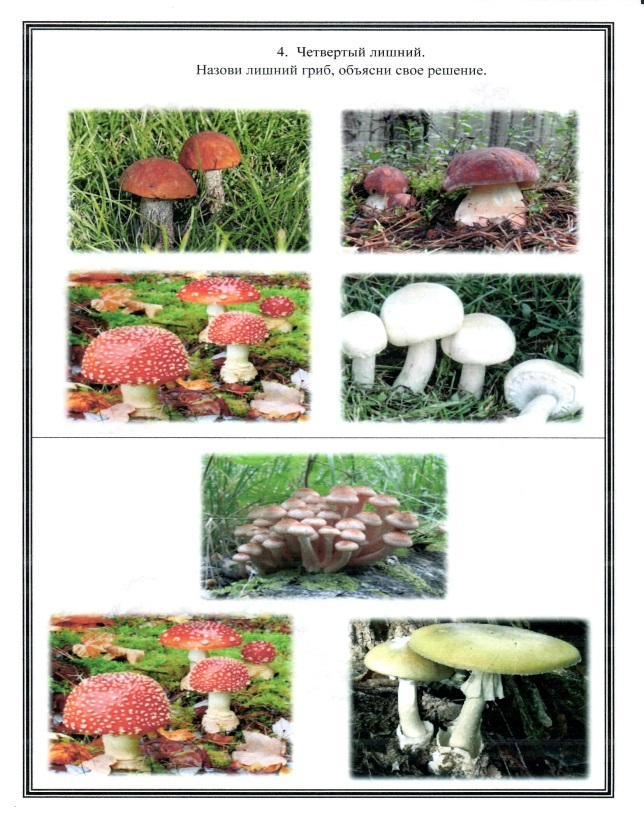 4. Четвертый лишний.
Назови лишний гриб, объясни свое решение.